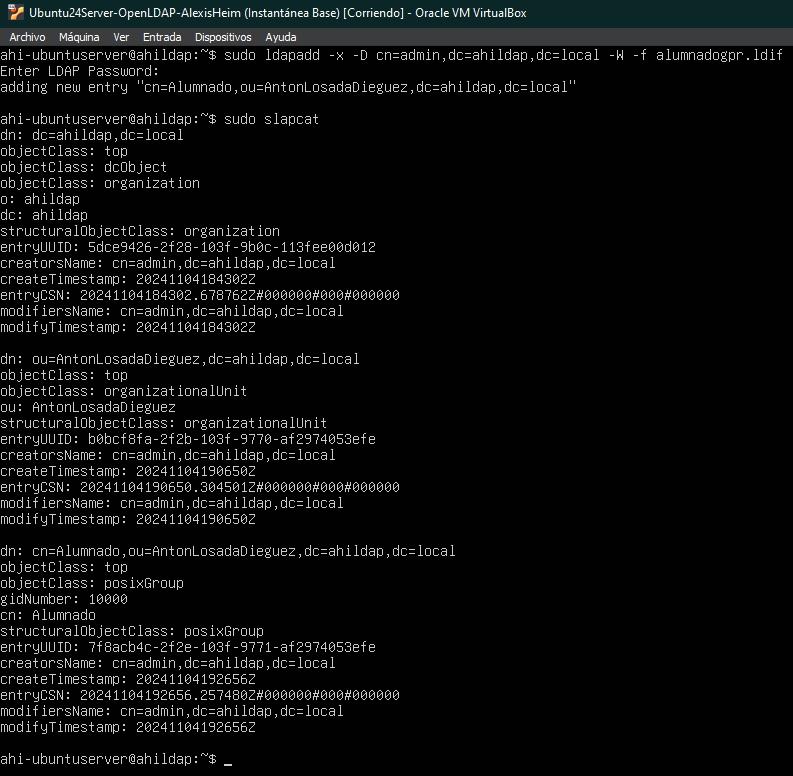 Ubuntu24Server-OpenLDAP-AlexisHeim (Instantánea Base) [Corriendo] - Oracle VM VirtualBox
Archivo Máquina Ver Entrada Dispositivos Ayuda
ahi-ubuntuserver@ahildap:~$ sudo ldapadd -x -D cn=admin,dc=ahildap,dc=local -W -f alumnadogpr.ldif
Enter LDAP Password:
adding new entry "cn=Alumnado,ou=AntonLosadaDieguez,dc=ahildap,dc=local"
ahi-ubuntuserver@ahildap:~$ sudo slapcat
dn: dc=ahildap,dc=local
objectClass: top
objectClass: dcObject
objectClass: organization
o: ahildap
dc: ahildap
structuralObjectClass: organization
entryUUID: 5dce9426-2f28-103f-9b0c-113fee00d012
creatorsName: cn=admin,dc=ahildap,dc=local
createTimestamp: 20241104184302Z
entryCSN: 20241104184302.678762Z#000000#000#000000
modifiersName: cn=admin,dc=ahildap,dc=local
modifyTimestamp: 20241104184302Z
dn: ou=AntonLosadaDieguez,dc=ahildap,dc=local
objectClass: top
objectClass: organizationalUnit
ou: AntonLosadaDieguez
structuralObjectClass: organizationalUnit
entryUUID: b0bcf8fa-2f2b-103f-9770-af2974053efe
creatorsName: cn=admin,dc=ahildap,dc=local
createTimestamp: 20241104190650Z
entryCSN: 20241104190650.304501Z#000000#000#000000
modifiersName: cn=admin,dc=ahildap,dc=local
modifyTimestamp: 20241104190650Z
dn: cn=Alumnado,ou=AntonLosadaDieguez,dc=ahildap,dc=local
objectClass: top
objectClass: posixGroup
gidNumber: 10000
cn: Alumnado
structuralObjectClass: posixGroup
entryUUID: 7f8acb4c-2f2e-103f-9771-af2974053efe
creatorsName: cn=admin,dc=ahildap,dc=local
createTimestamp: 20241104192656Z
entryCSN: 20241104192656.257480Z#000000#000#000000
modifiersName: cn=admin,dc=ahildap,dc=local
modifyTimestamp: 20241104192656Z
ahi-ubuntuserver@ahildap:~$ _